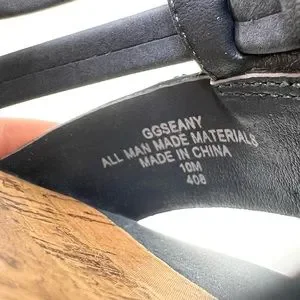 GGSEANY
ALL MAN MADE MATERIALS
MADE IN CHINA
10M
408